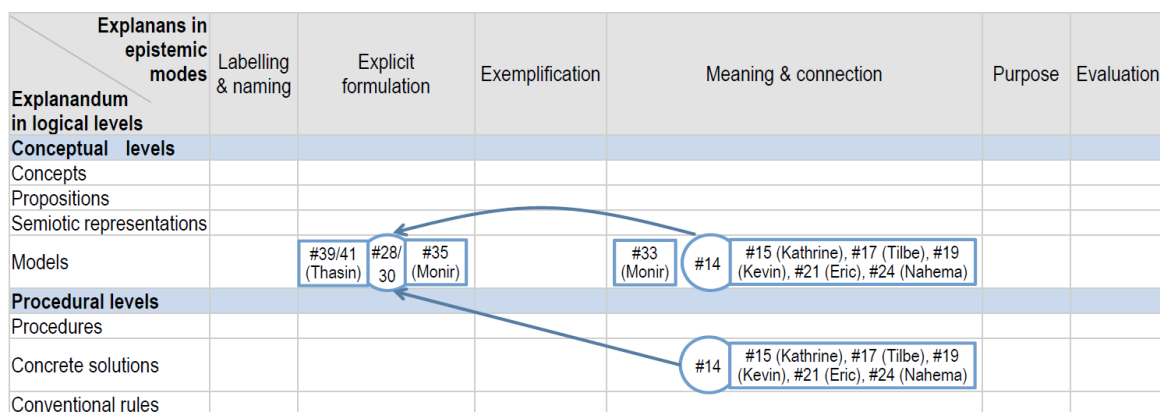 Explanans in
epistemic
modes
Explanandum
in logical levels
Labelling
& naming
Explicit
formulation
Exemplification
Meaning & connection
Purpose
Evaluation
Conceptual levels
Concepts
Propositions
Semiotic representations
Models
#39/41
(Thasin)
#28/
30
#35
(Monir)
#33
(Monir)
#14
#15 (Kathrine), #17 (Tilbe), #19
(Kevin), #21 (Eric), #24 (Nahema)
Procedural levels
Procedures
Concrete solutions
#14
#15 (Kathrine), #17 (Tilbe), #19
(Kevin), #21 (Eric), #24 (Nahema)
Conventional rules